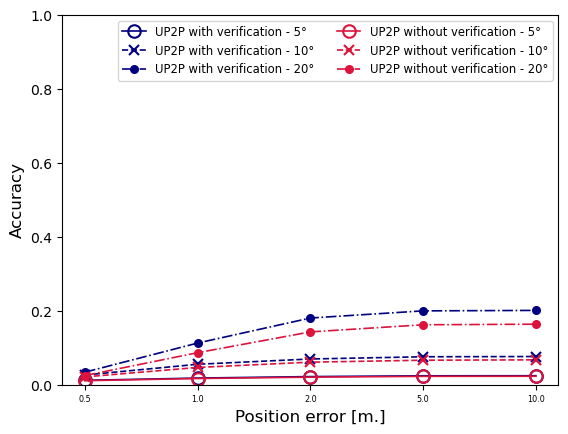 UP2P with verification - 5°
UP2P with verification - 10°
UP2P with verification - 20°
UP2P without verification - 5°
UP2P without verification - 10°
UP2P without verification - 20°
1.0
0.8
0.6
0.4
0.2
0.0
Accuracy
0.5 1.0 2.0 5.0 10.0
Position error [m.]